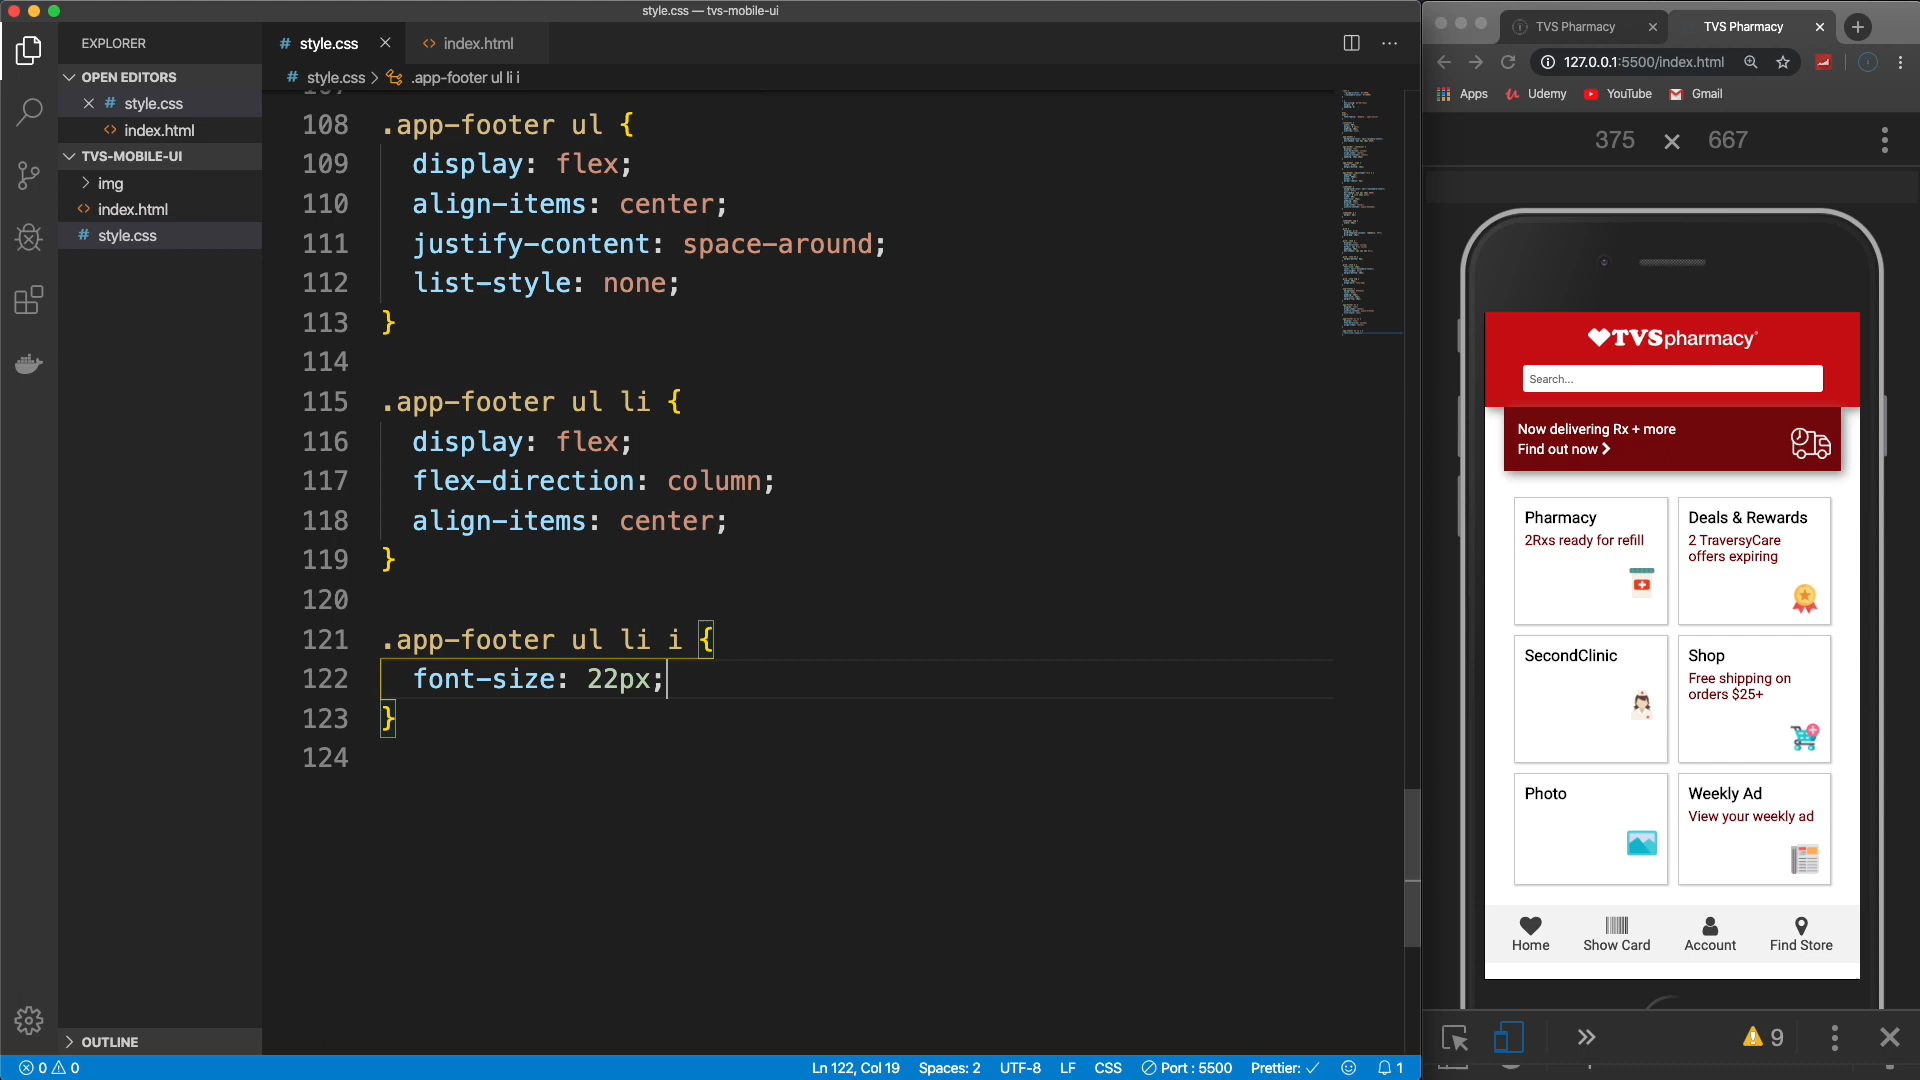 style.css — tvs-mobile-ui
EXPLORER
OPEN EDITORS
# style.css
<> index.html
TVS-MOBILE-UI
img
<> index.html
# style.css
OUTLINE
# style.css
<> index.html
# style.css > .app-footer ul li i
107
108 .app-footer ul {
109 display: flex;
110 align-items: center;
111 justify-content: space-around;
112 list-style: none;
113 }
114
115 .app-footer ul li {
116 display: flex;
117 flex-direction: column;
118 align-items: center;
119 }
120
121 .app-footer ul li i {
122 font-size: 22px;
123 }
124
0 0
Ln 122, Col 19 Spaces: 2 UTF-8 LF CSS Port : 5500 Prettier: 1
TVS Pharmacy
TVS Pharmacy
127.0.0.1:5500/index.html
Apps Udemy YouTube Gmail
375 × 667
TVSpharmacy
Search...
Now delivering Rx + more
Find out now
Pharmacy
2Rxs ready for refill
Deals & Rewards
2 TraversyCare
offers expiring
SecondClinic
Shop
Free shipping on
orders $25+
Photo
Weekly Ad
View your weekly ad
Home
Show Card
Account
Find Store
9